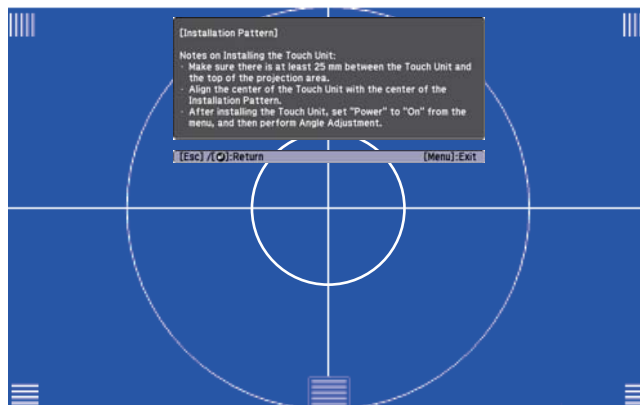 [Installation Pattern]
Notes on Installing the Touch Unit:
· Make sure there is at least 25 mm between the Touch Unit and
the top of the projection area.
· Align the center of the Touch Unit with the center of the
Installation Pattern.
· After installing the Touch Unit, set "Power" to "On" from the
menu, and then perform Angle Adjustment.
[Esc] /[↺]:Return [Menu]:Exit